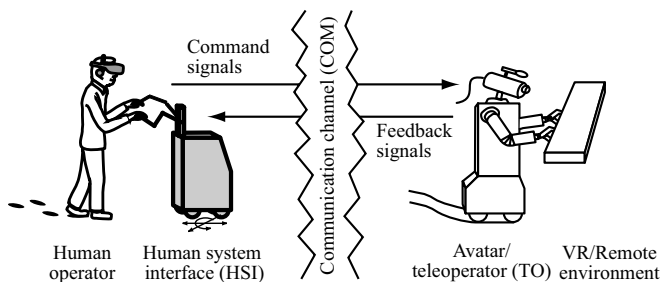 Command
signals
Communication channel (COM)
Feedback
signals
Human
operator
Human system
interface (HSI)
Avatar/
teleoperator (TO)
VR/Remote
environment